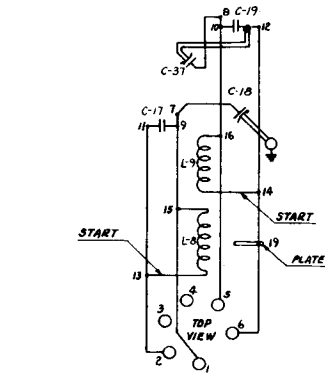 8 C-19
10 12
C-37
C-17 7 C-18
11 9
16
L-9
14
START
15
START L-8
19
PLATE
13
4
5
3 TOP
VIEW 6
2
1